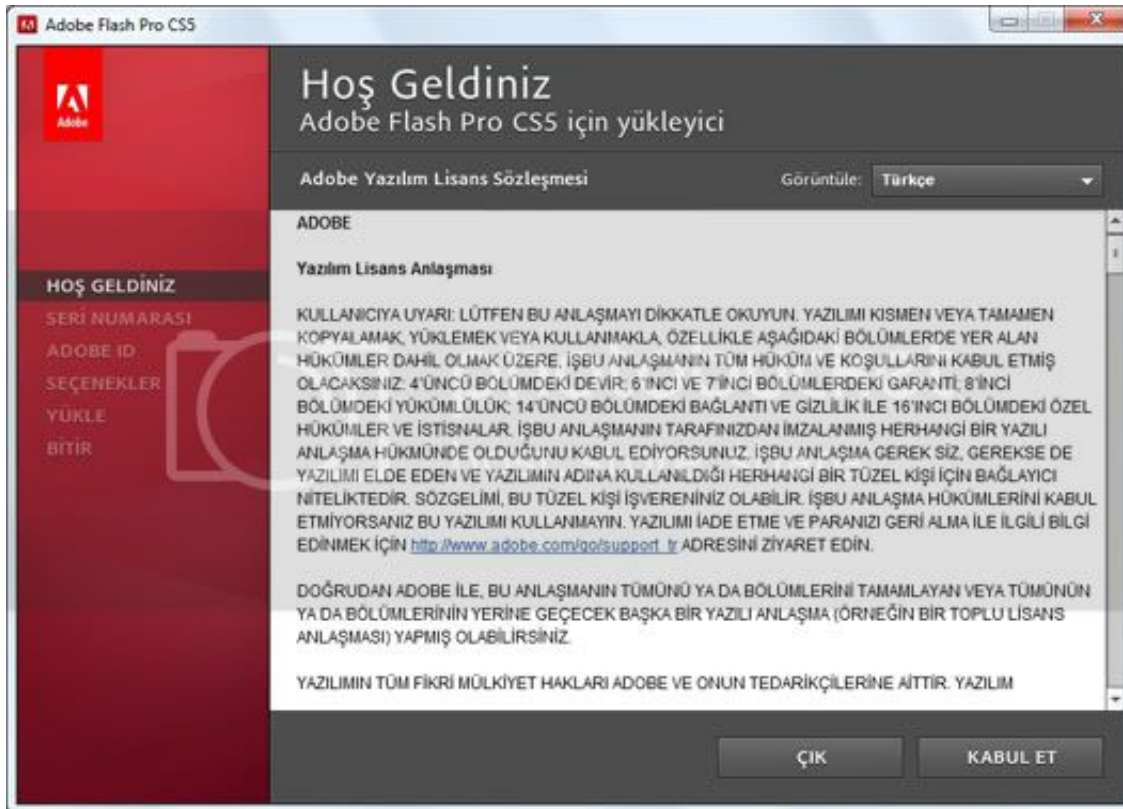 Adobe Flash Pro CS5
Adobe
Hoş Geldiniz
Adobe Flash Pro CS5 için yükleyici
Adobe Yazılım Lisans Sözleşmesi
Görüntüle:
Türkçe
HOŞ GELDİNİZ
SERİ NUMARASI
ADOBE ID
SEÇENEKLER
YÜKLE
BİTİR
ADOBE
Yazılım Lisans Anlaşması
KULLANICIYA UYARI: LÜTFEN BU ANLAŞMAYI DİKKATLE OKUYUN. YAZILIMI KISMEN VEYA TAMAMEN
KOPYALAMAK, YÜKLEMEK VEYA KULLANMAKLA, ÖZELLİKLE AŞAĞIDAKİ BÖLÜMLERDE YER ALAN
HÜKÜMLER DAHİL OLMAK ÜZERE, İŞBU ANLAŞMANIN TÜM HÜKÜM VE KOŞULLARINI KABUL ETMİŞ
OLACAKSINIZ: 4'ÜNCÜ BÖLÜMDEKİ DEVİR; 6'INCI VE 7'İNCİ BÖLÜMLERDEKİ GARANTİ; 8'İNCİ
BÖLÜMDEKİ YÜKÜMLÜLÜK; 14'ÜNCÜ BÖLÜMDEKİ BAĞLANTI VE GİZLİLİK İLE 16'INCI BÖLÜMDEKİ ÖZEL
HÜKÜMLER VE İSTİSNALAR. İŞBU ANLAŞMANIN TARAFINIZDAN İMZALANMIŞ HERHANGİ BİR YAZILI
ANLAŞMA HÜKMÜNDE OLDUĞUNU KABUL EDİYORSUNUZ. İŞBU ANLAŞMA GEREK SİZ, GEREKSE DE
YAZILIMI ELDE EDEN VE YAZILIMIN ADINA KULLANILDIĞI HERHANGİ BİR TÜZEL KİŞİ İÇİN BAĞLAYICI
NİTELİKTEDİR. SÖZGELİMİ, BU TÜZEL KİŞİ İŞVERENİNİZ OLABİLİR. İŞBU ANLAŞMA HÜKÜMLERİNİ KABUL
ETMİYORSANIZ BU YAZILIMI KULLANMAYIN. YAZILIMI İADE ETME VE PARANIZI GERİ ALMA İLE İLGİLİ BİLGİ
EDİNMEK İÇİN http://www.adobe.com/go/support_tr ADRESİNİ ZİYARET EDİN.
DOĞRUDAN ADOBE İLE, BU ANLAŞMANIN TÜMÜNÜ YA DA BÖLÜMLERİNİ TAMAMLAYAN VEYA TÜMÜNÜN
YA DA BÖLÜMLERİNİN YERİNE GEÇECEK BAŞKA BİR YAZILI ANLAŞMA (ÖRNEĞİN BİR TOPLU LİSANS
ANLAŞMASI) YAPMIŞ OLABİLİRSİNİZ.
YAZILIMIN TÜM FİKRİ MÜLKİYET HAKLARI ADOBE VE ONUN TEDARİKÇİLERİNE AİTTİR. YAZILIM
ÇIK
KABUL ET